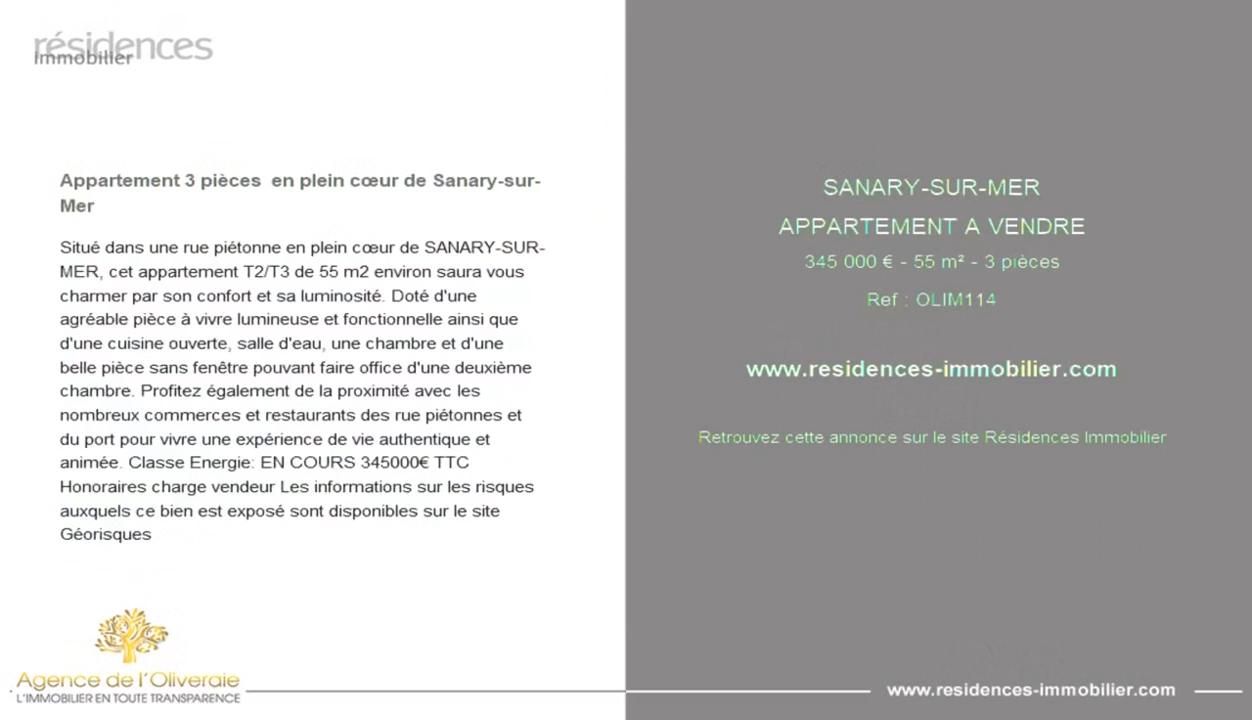 résidences
immobilier
Appartement 3 pièces en plein cœur de Sanary-sur-
Mer
Situé dans une rue piétonne en plein cœur de SANARY-SUR-
MER, cet appartement T2/T3 de 55 m2 environ saura vous
charmer par son confort et sa luminosité. Doté d'une
agréable pièce à vivre lumineuse et fonctionnelle ainsi que
d'une cuisine ouverte, salle d'eau, une chambre et d'une
belle pièce sans fenêtre pouvant faire office d'une deuxième
chambre. Profitez également de la proximité avec les
nombreux commerces et restaurants des rue piétonnes et
du port pour vivre une expérience de vie authentique et
animée. Classe Energie: EN COURS 345000€ TTC
Honoraires charge vendeur Les informations sur les risques
auxquels ce bien est exposé sont disponibles sur le site
Géorisques
Agence de l'Oliveraie
L'IMMOBILIER EN TOUTE TRANSPARENCE
SANARY-SUR-MER
APPARTEMENT A VENDRE
345 000 € - 55 m² - 3 pièces
Ref : OLIM114
www.residences-immobilier.com
Retrouvez cette annonce sur le site Résidences Immobilier
www.residences-immobilier.com